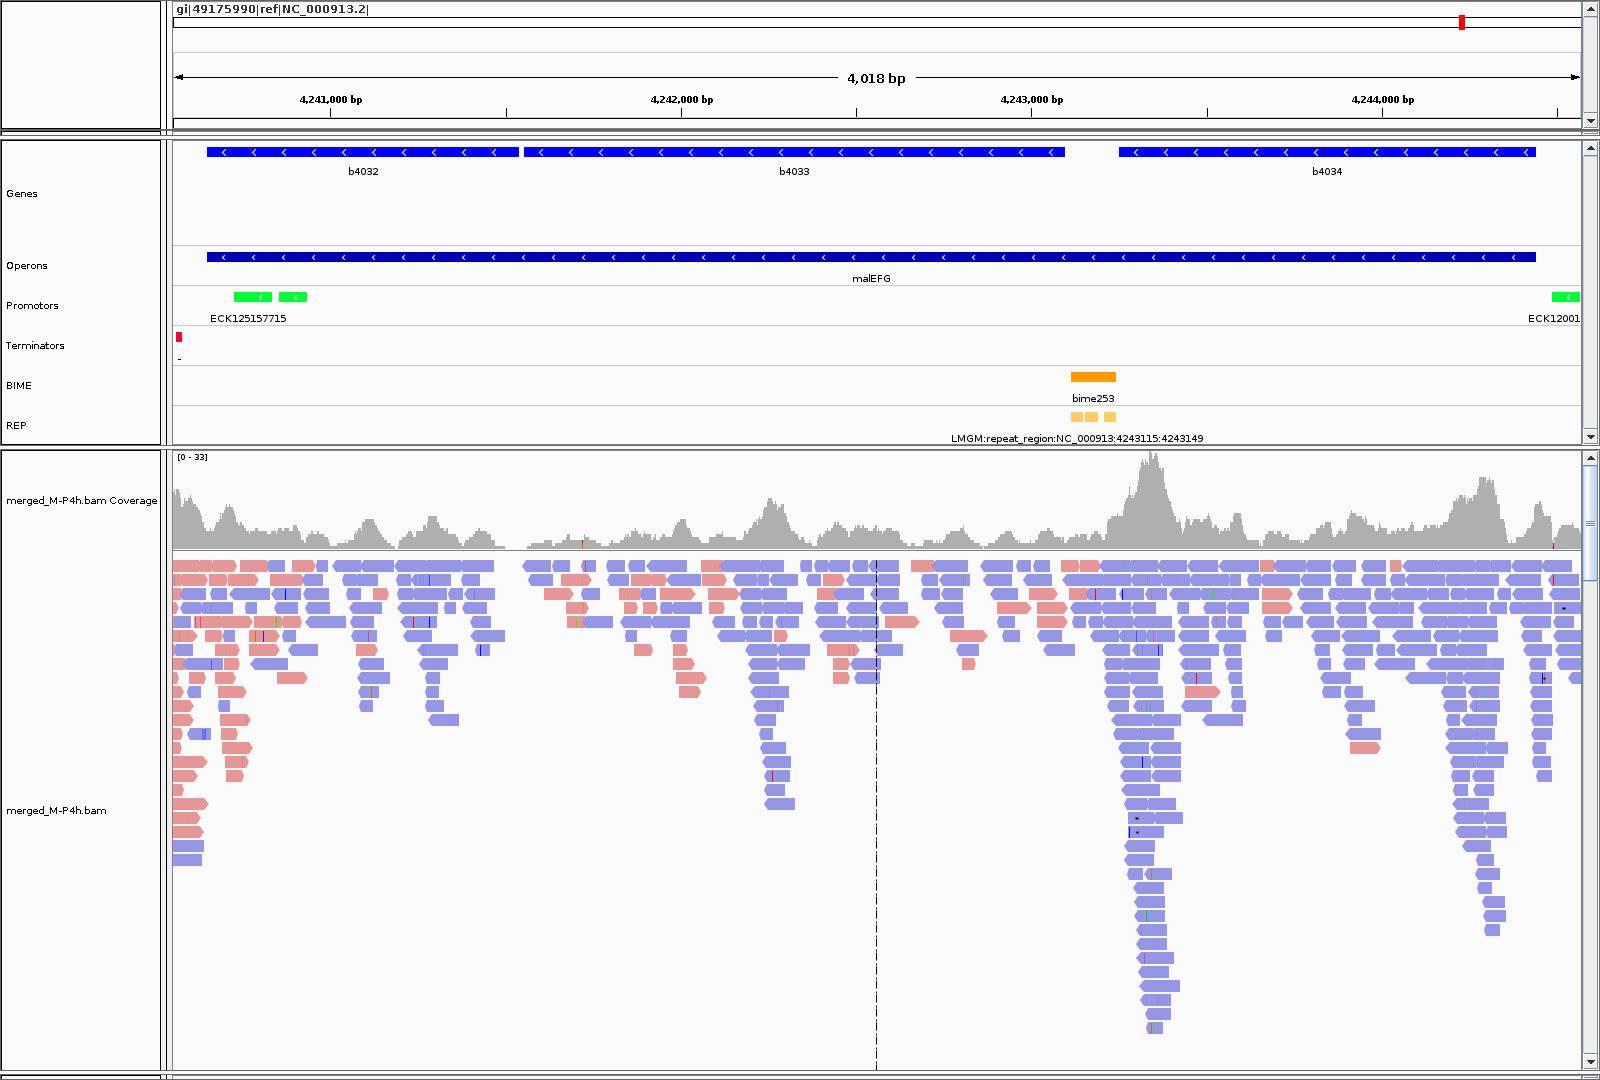 gi|49175990|ref|NC_000913.2|
4,018 bp
4,241,000 bp
4,242,000 bp
4,243,000 bp
4,244,000 bp
Genes
b4032
b4033
b4034
Operons
malEFG
Promotors
ECK125157715
ECK12001
Terminators
-
BIME
bime253
REP
LMGM:repeat_region:NC_000913:4243115:4243149
[0 - 33]
merged_M-P4h.bam Coverage
merged_M-P4h.bam